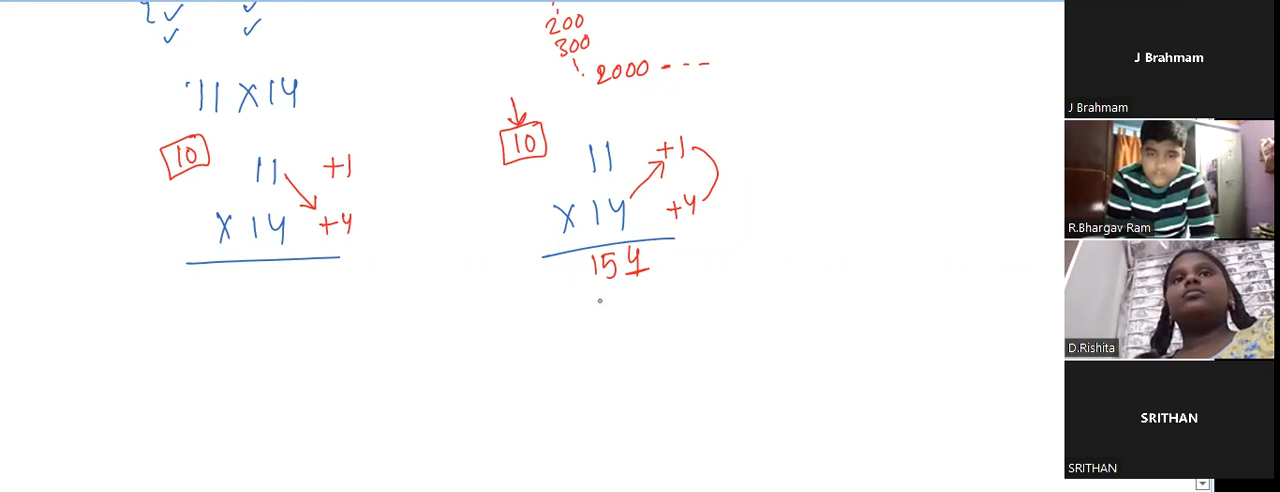 200
300
2000 - - -
11 X 14
10
11 +1
X 14 +4
10
11 +1
X 14 +4
154
J Brahmam
J Brahmam
R.Bhargav Ram
D.Rishita
SRITHAN
SRITHAN